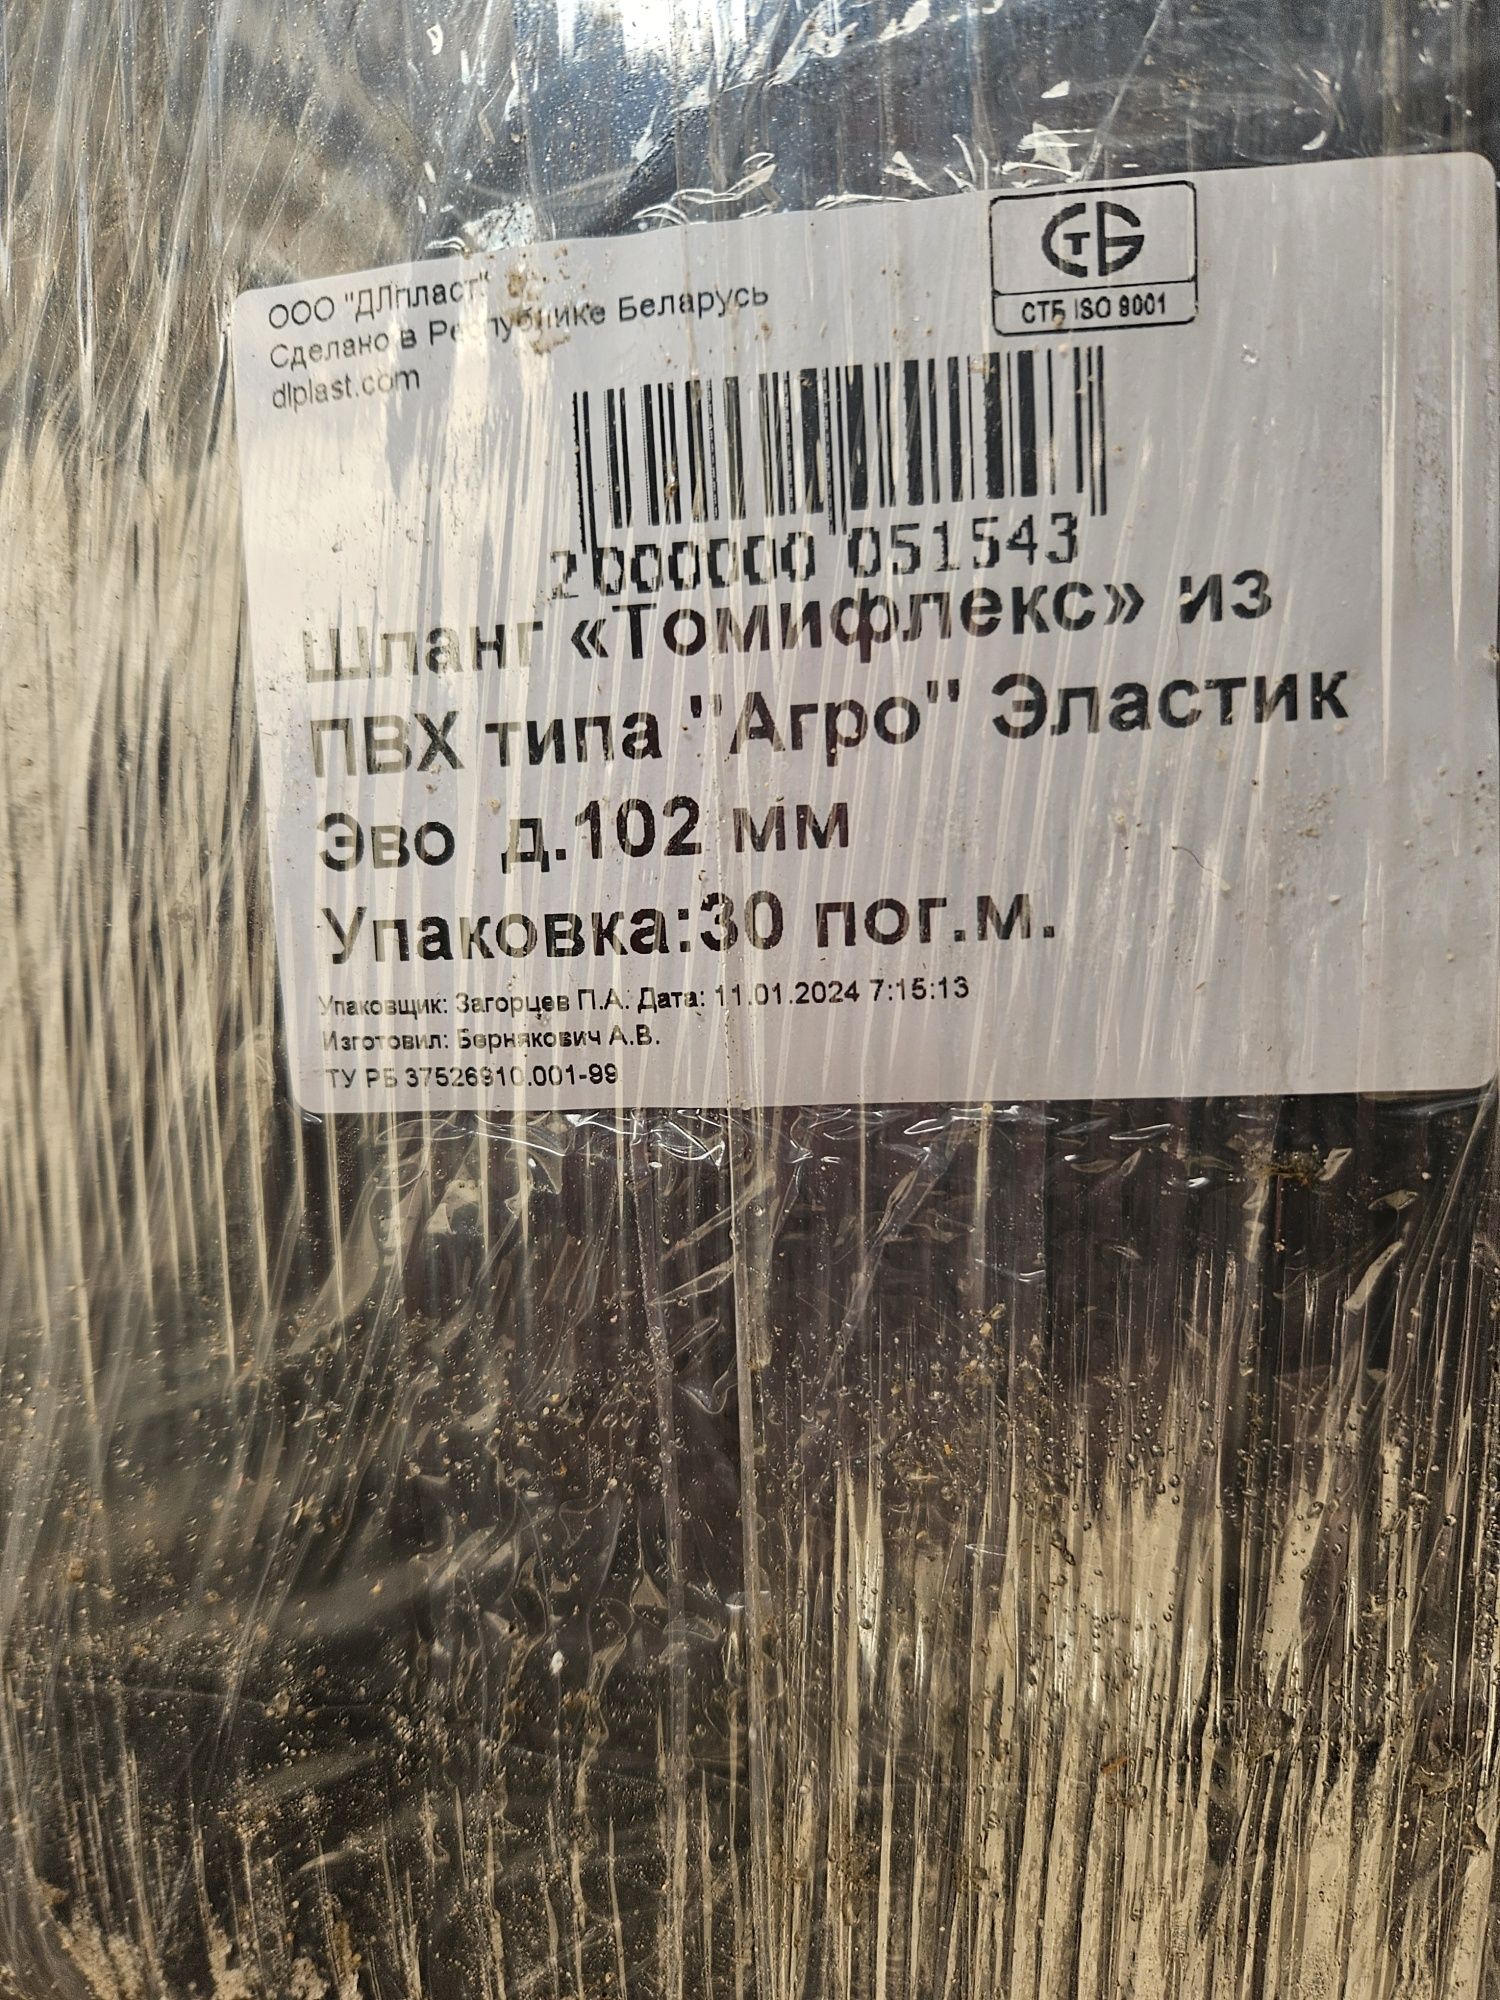 ООО "ДЛпласт"
Сделано в Республике Беларусь
dlplast.com
СТБ
СТБ ISO 9001
2 000000 051543
Шланг «Томифлекс» из
ПВХ типа "Агро" Эластик
Эво д.102 мм
Упаковка:30 пог.м.
Упаковщик: Загорцев П.А. Дата: 11.01.2024 7:15:13
Изготовил: Бернякович А.В.
ТУ РБ 37526910.001-99